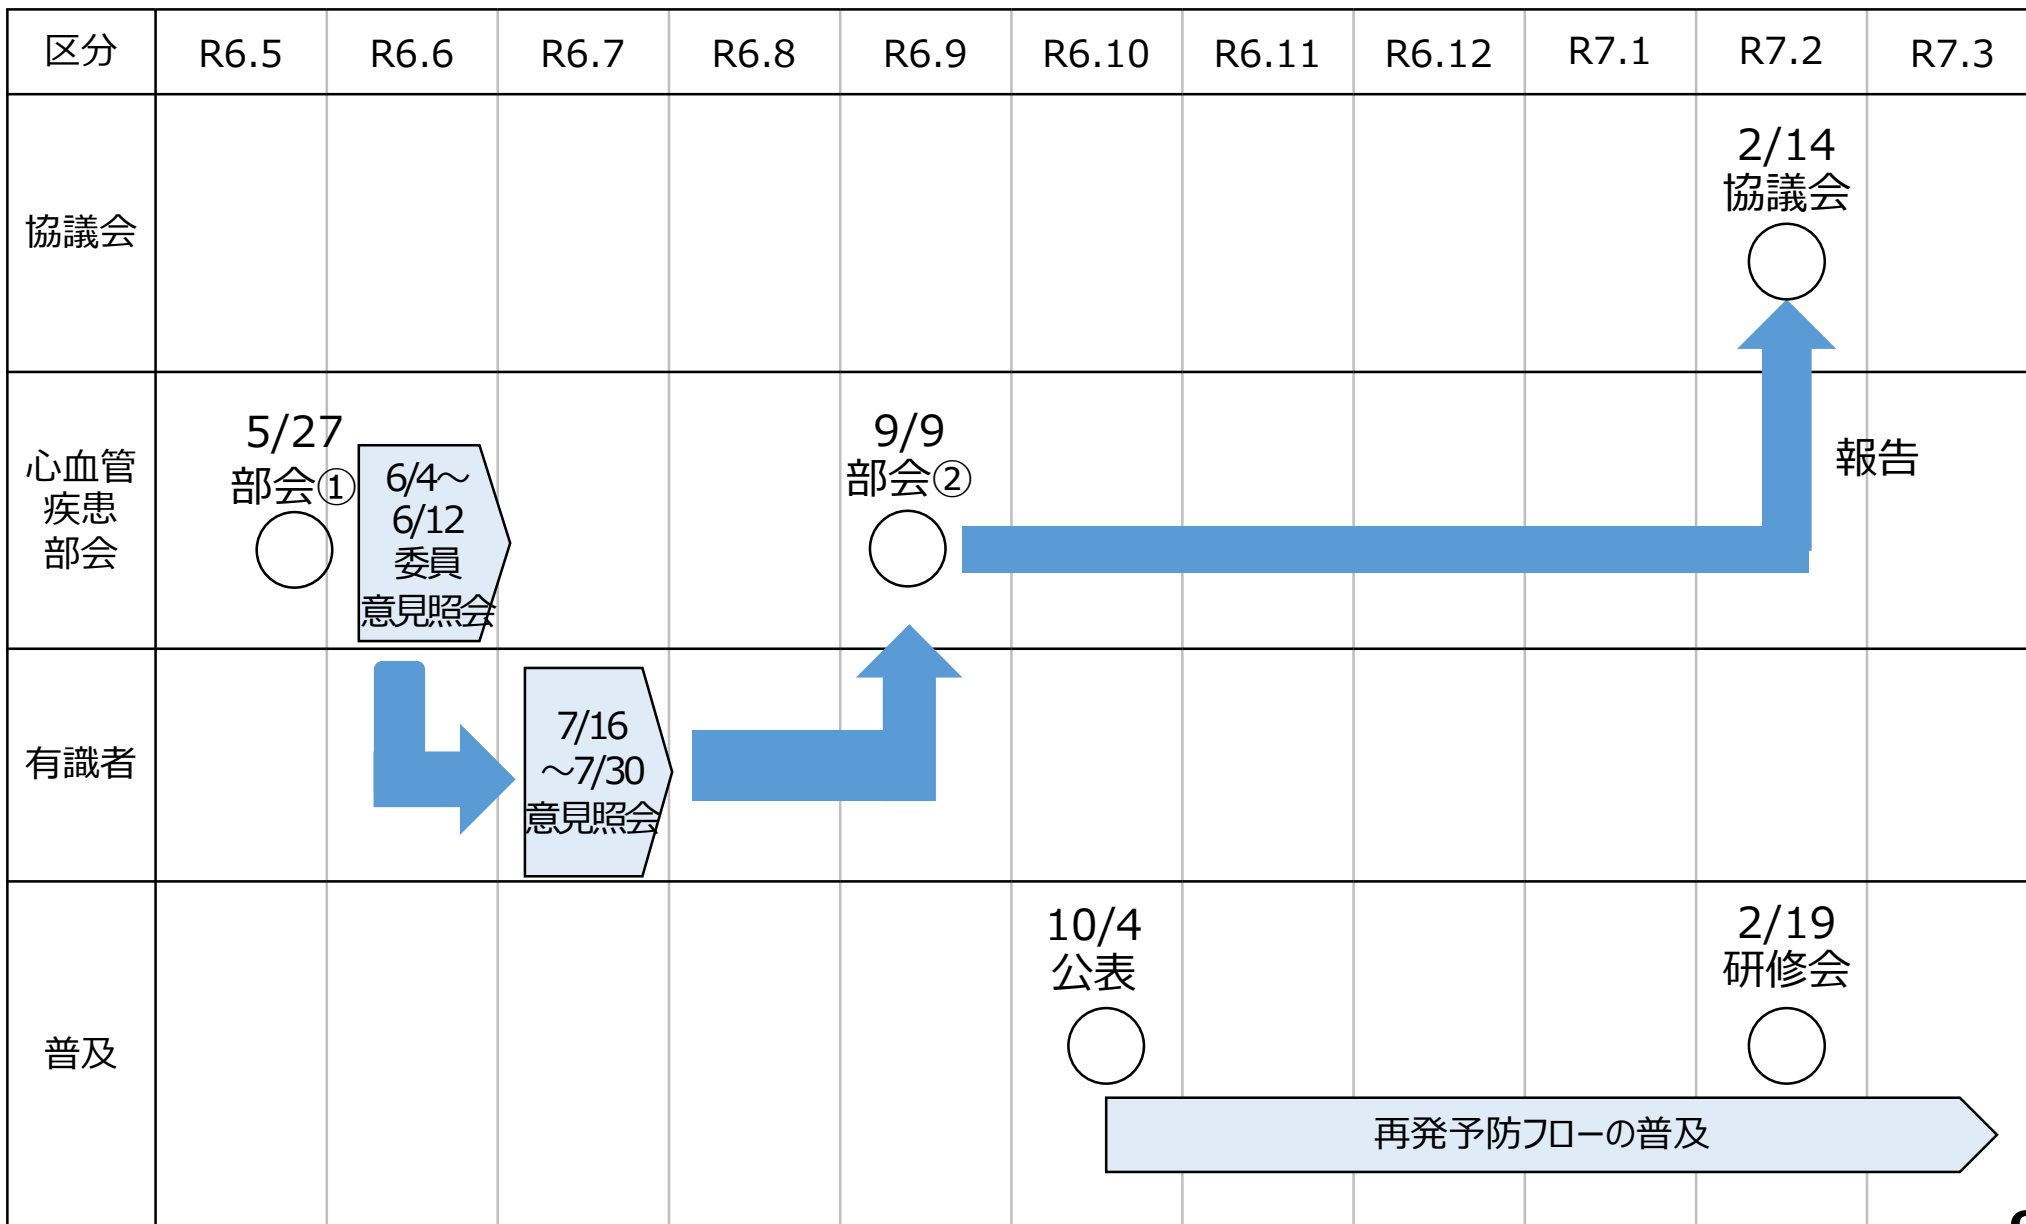 区分 R6.5 R6.6 R6.7 R6.8 R6.9 R6.10 R6.11 R6.12 R7.1 R7.2 R7.3
協議会
2/14
協議会
心血管
疾患
部会
5/27
部会①
6/4～
6/12
委員
意見照会
9/9
部会②
報告
有識者
7/16
～7/30
意見照会
普及
10/4
公表
2/19
研修会
再発予防フローの普及